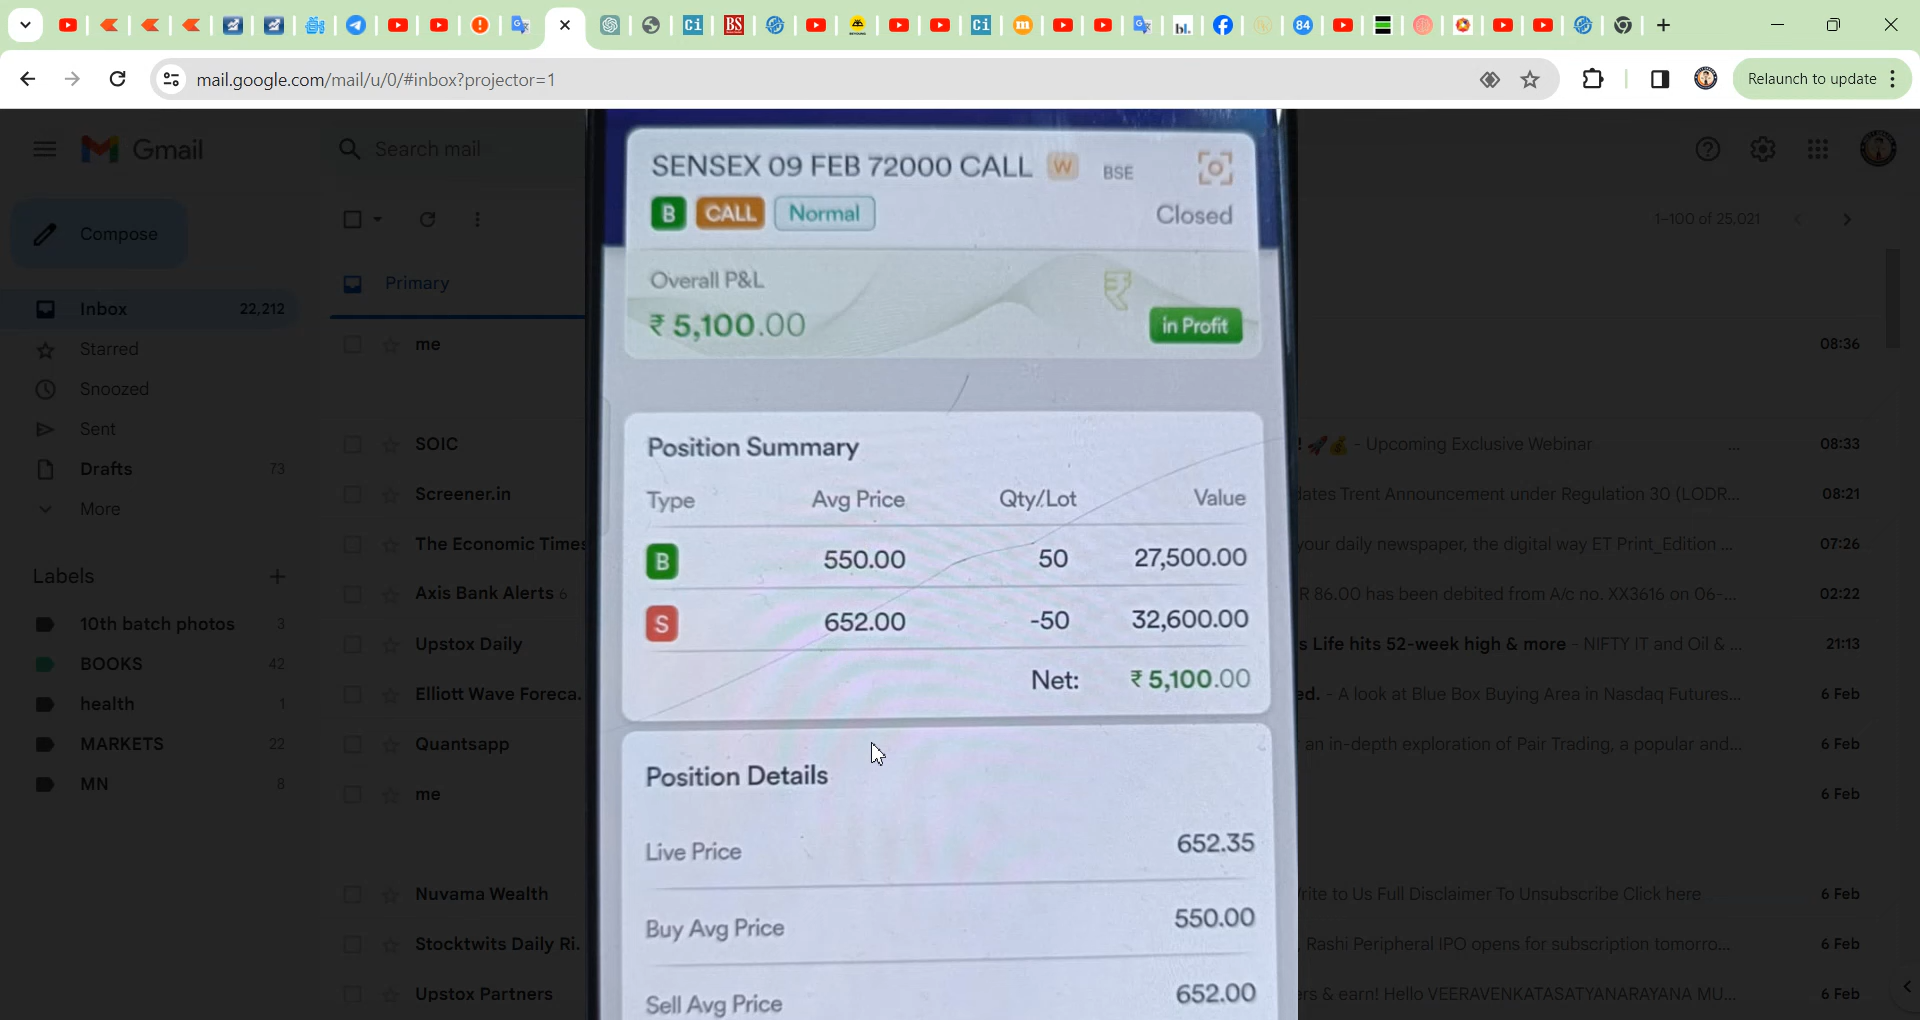 84
mail.google.com/mail/u/0/#inbox?projector=1
Relaunch to update
Gmail
Search mail
Compose
Inbox 22,212
Starred
Snoozed
Sent
Drafts 73
More
Labels
10th batch photos 3
BOOKS 42
health 1
MARKETS 22
MN 8
1-100 of 25,021
Primary
me 08:36
SOIC ! - Upcoming Exclusive Webinar ... 08:33
Screener.in Trent Announcement under Regulation 30 (LODR... 08:21
The Economic Times your daily newspaper, the digital way ET Print_Edition ... 07:26
Axis Bank Alerts 6 R 86.00 has been debited from A/c no. XX3616 on 06-... 02:22
Upstox Daily s Life hits 52-week high & more - NIFTY IT and Oil & ... 21:13
Elliott Wave Foreca. ed. - A look at Blue Box Buying Area in Nasdaq Futures... 6 Feb
Quantsapp an in-depth exploration of Pair Trading, a popular and... 6 Feb
me 6 Feb
Nuvama Wealth to Us Full Disclaimer To Unsubscribe Click here 6 Feb
Stocktwits Daily Ri. Rashi Peripheral IPO opens for subscription tomorro... 6 Feb
Upstox Partners rs & earn! Hello VEERAVENKATASATYANARAYANA MU... 6 Feb
SENSEX 09 FEB 72000 CALL W BSE
B CALL Normal Closed
Overall P&L
₹ 5,100.00 in Profit
Position Summary
Type Avg Price Qty/Lot Value
B 550.00 50 27,500.00
S 652.00 -50 32,600.00
Net: ₹ 5,100.00
Position Details
Live Price 652.35
Buy Avg Price 550.00
Sell Avg Price 652.00